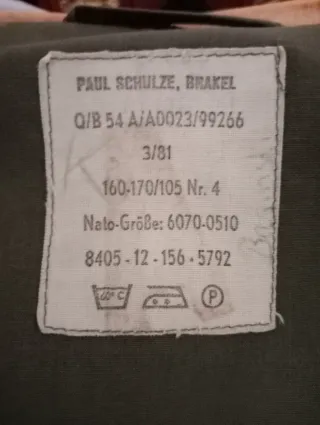 PAUL SCHULZE, BRAKEL
Q/B 54 A/A0023/99266
3/81
160-170/105 Nr. 4
Nato-Größe: 6070-0510
8405 - 12 - 156 - 5792
60° C
P